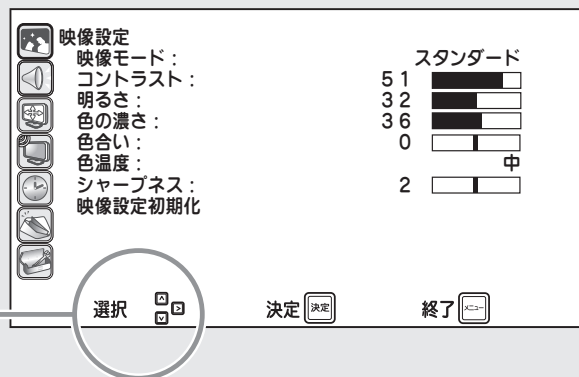 映像設定
映像モード： スタンダード
コントラスト： 51
明るさ： 32
色の濃さ： 36
色合い： 0
色温度： 中
シャープネス： 2
映像設定初期化
選択 決定 決定 終了 メニュー